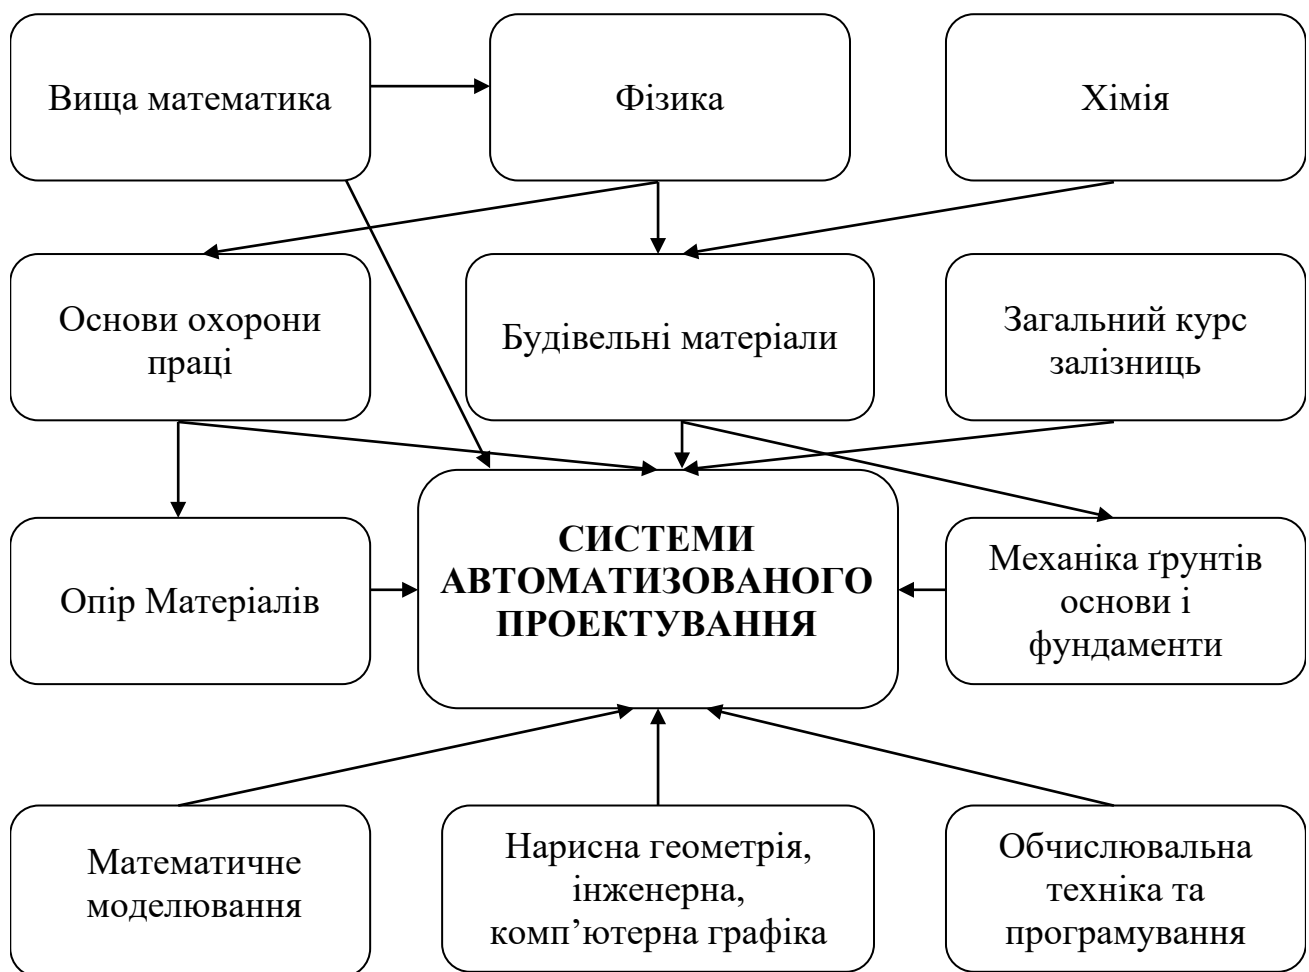 Вища математика
Фізика
Хімія
Основи охорони
праці
Будівельні матеріали
Загальний курс
залізниць
Опір Матеріалів
СИСТЕМИ
АВТОМАТИЗОВАНОГО
ПРОЕКТУВАННЯ
Механіка ґрунтів
основи і
фундаменти
Математичне
моделювання
Нарисна геометрія,
інженерна,
комп’ютерна графіка
Обчислювальна
техніка та
програмування